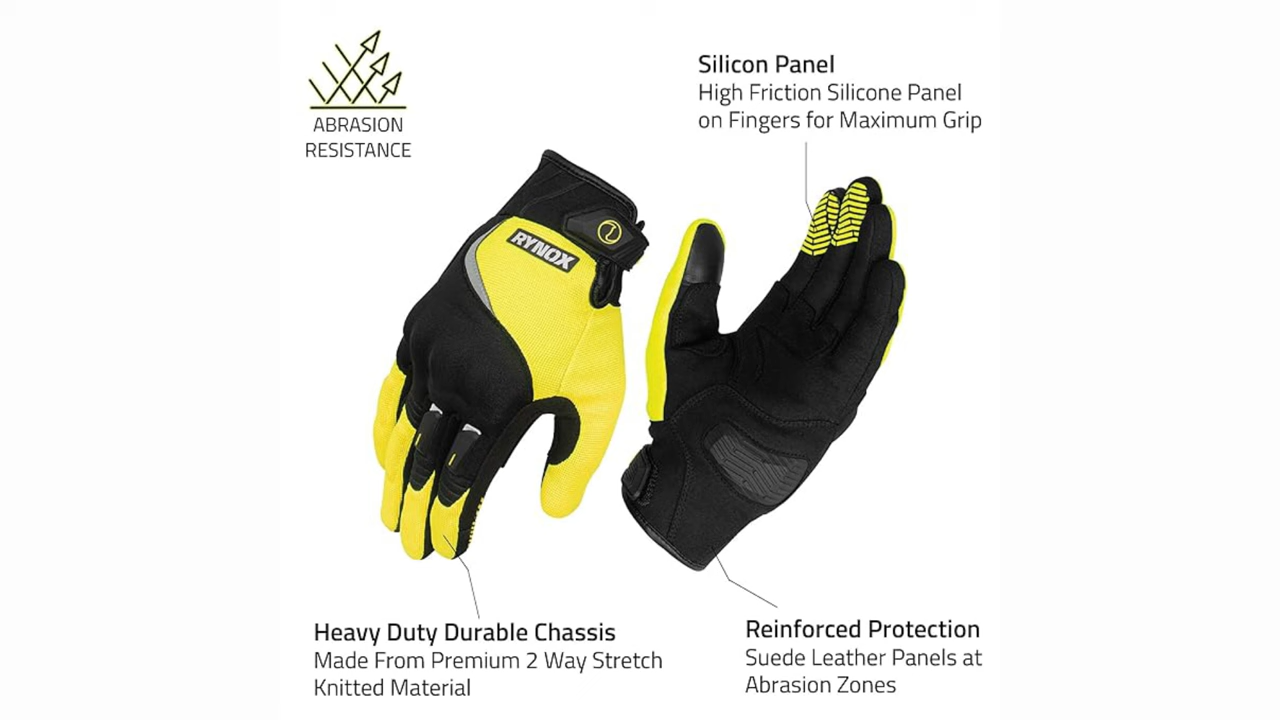 ABRASION
RESISTANCE
Silicon Panel
High Friction Silicone Panel
on Fingers for Maximum Grip
RYNOX
Heavy Duty Durable Chassis
Made From Premium 2 Way Stretch
Knitted Material
Reinforced Protection
Suede Leather Panels at
Abrasion Zones